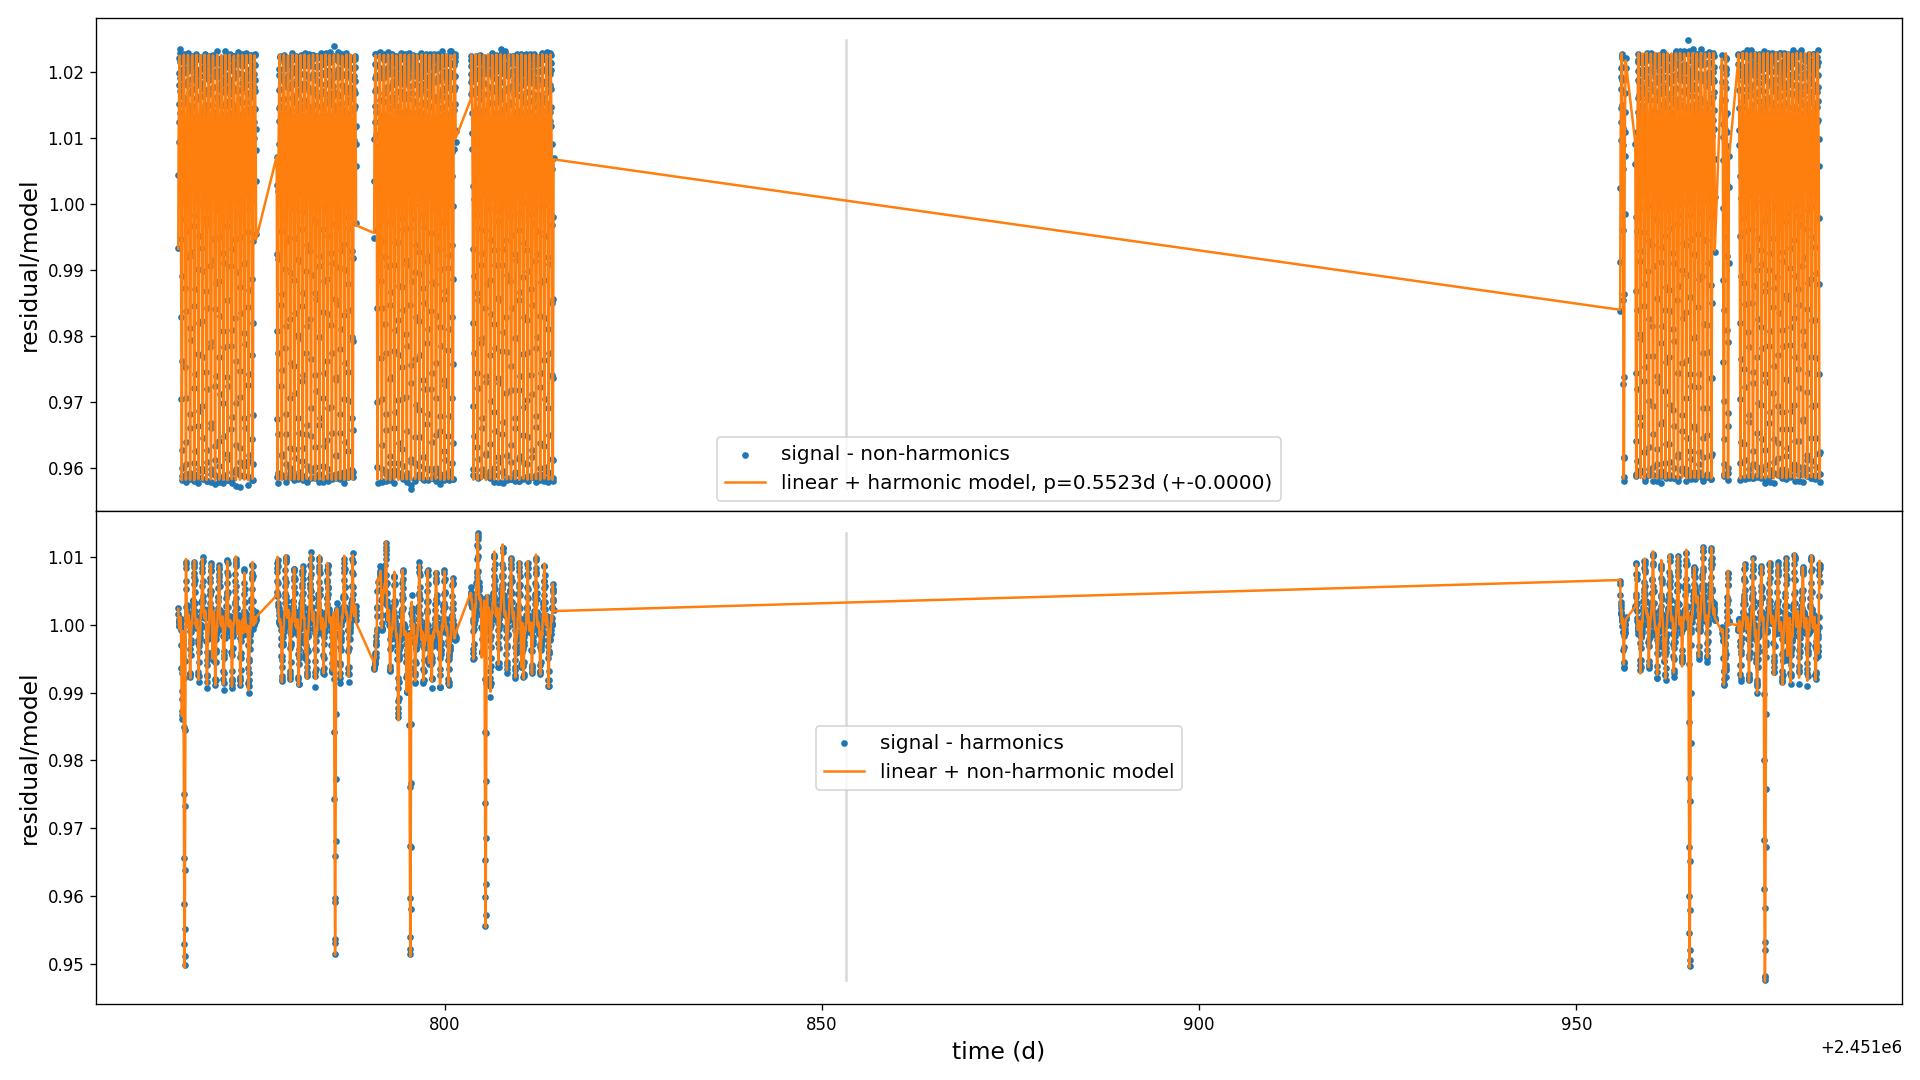 1.02
1.01
1.00
0.99
0.98
0.97
0.96
residual/model
signal - non-harmonics
linear + harmonic model, p=0.5523d (+-0.0000)
1.01
1.00
0.99
0.98
0.97
0.96
0.95
residual/model
signal - harmonics
linear + non-harmonic model
800
850
900
950
time (d)
+2.451e6